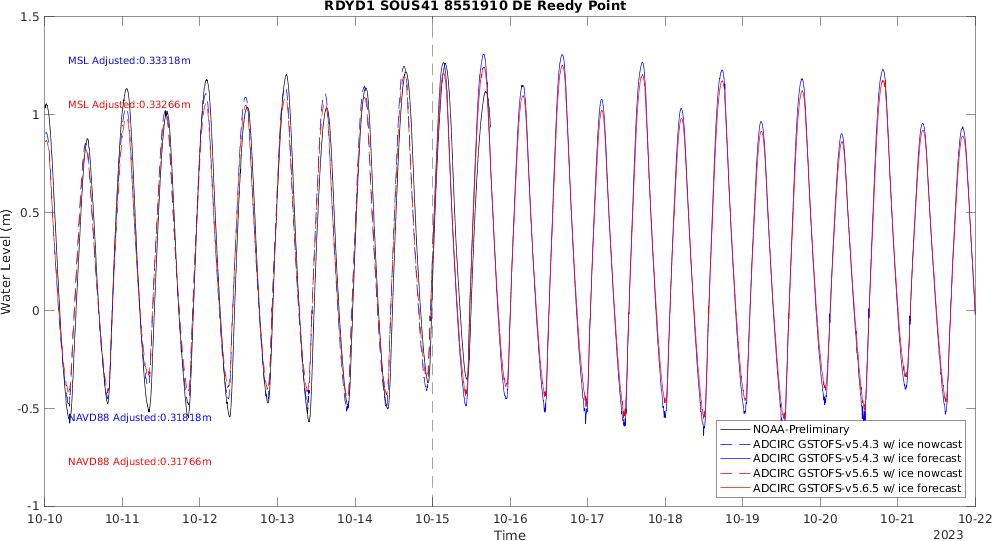 RDYD1 SOUS41 8551910 DE Reedy Point
1.5
1
0.5
0
-0.5
-1
Water Level (m)
MSL Adjusted:0.33318m
MSL Adjusted:0.33266m
NAVD88 Adjusted:0.31818m
NAVD88 Adjusted:0.31766m
NOAA-Preliminary
ADCIRC GSTOFS-v5.4.3 w/ ice nowcast
ADCIRC GSTOFS-v5.4.3 w/ ice forecast
ADCIRC GSTOFS-v5.6.5 w/ ice nowcast
ADCIRC GSTOFS-v5.6.5 w/ ice forecast
10-10 10-11 10-12 10-13 10-14 10-15 10-16 10-17 10-18 10-19 10-20 10-21 10-22
Time
2023